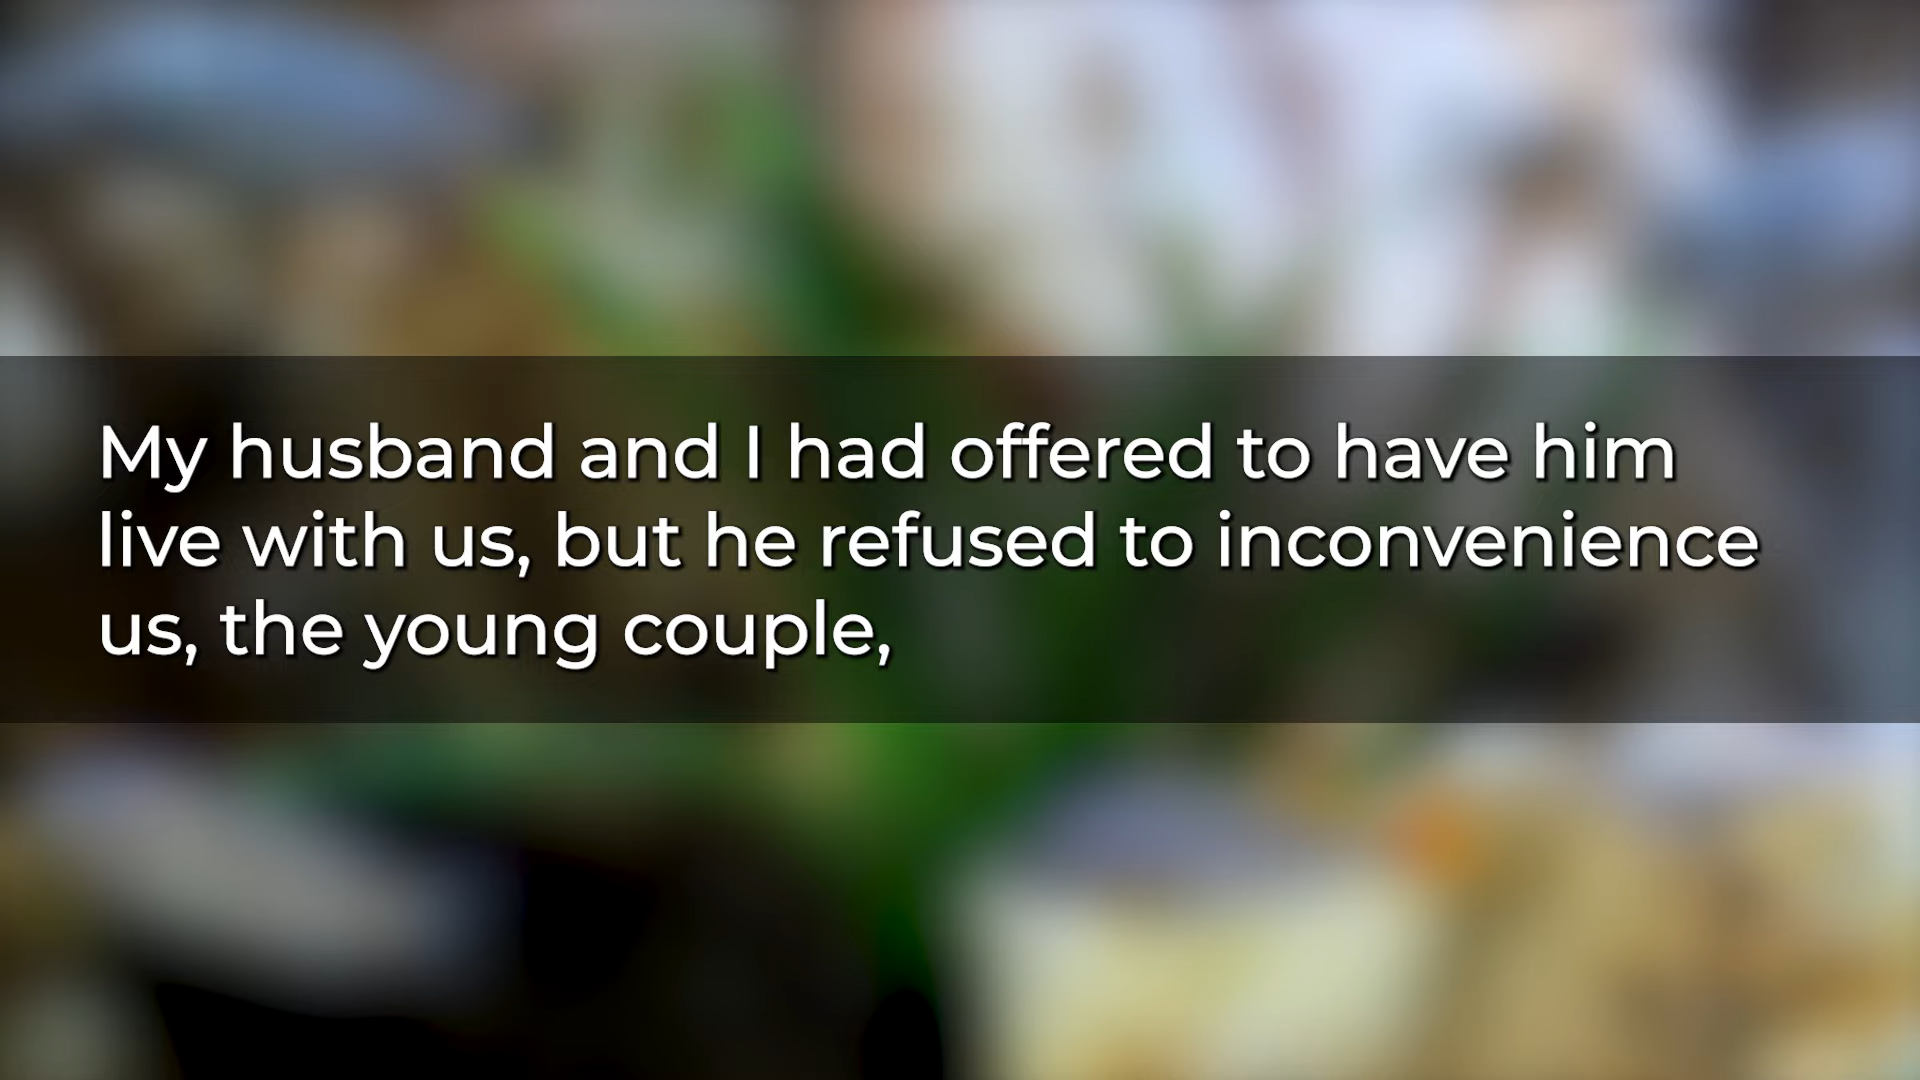 My husband and I had offered to have him
live with us, but he refused to inconvenience
us, the young couple,